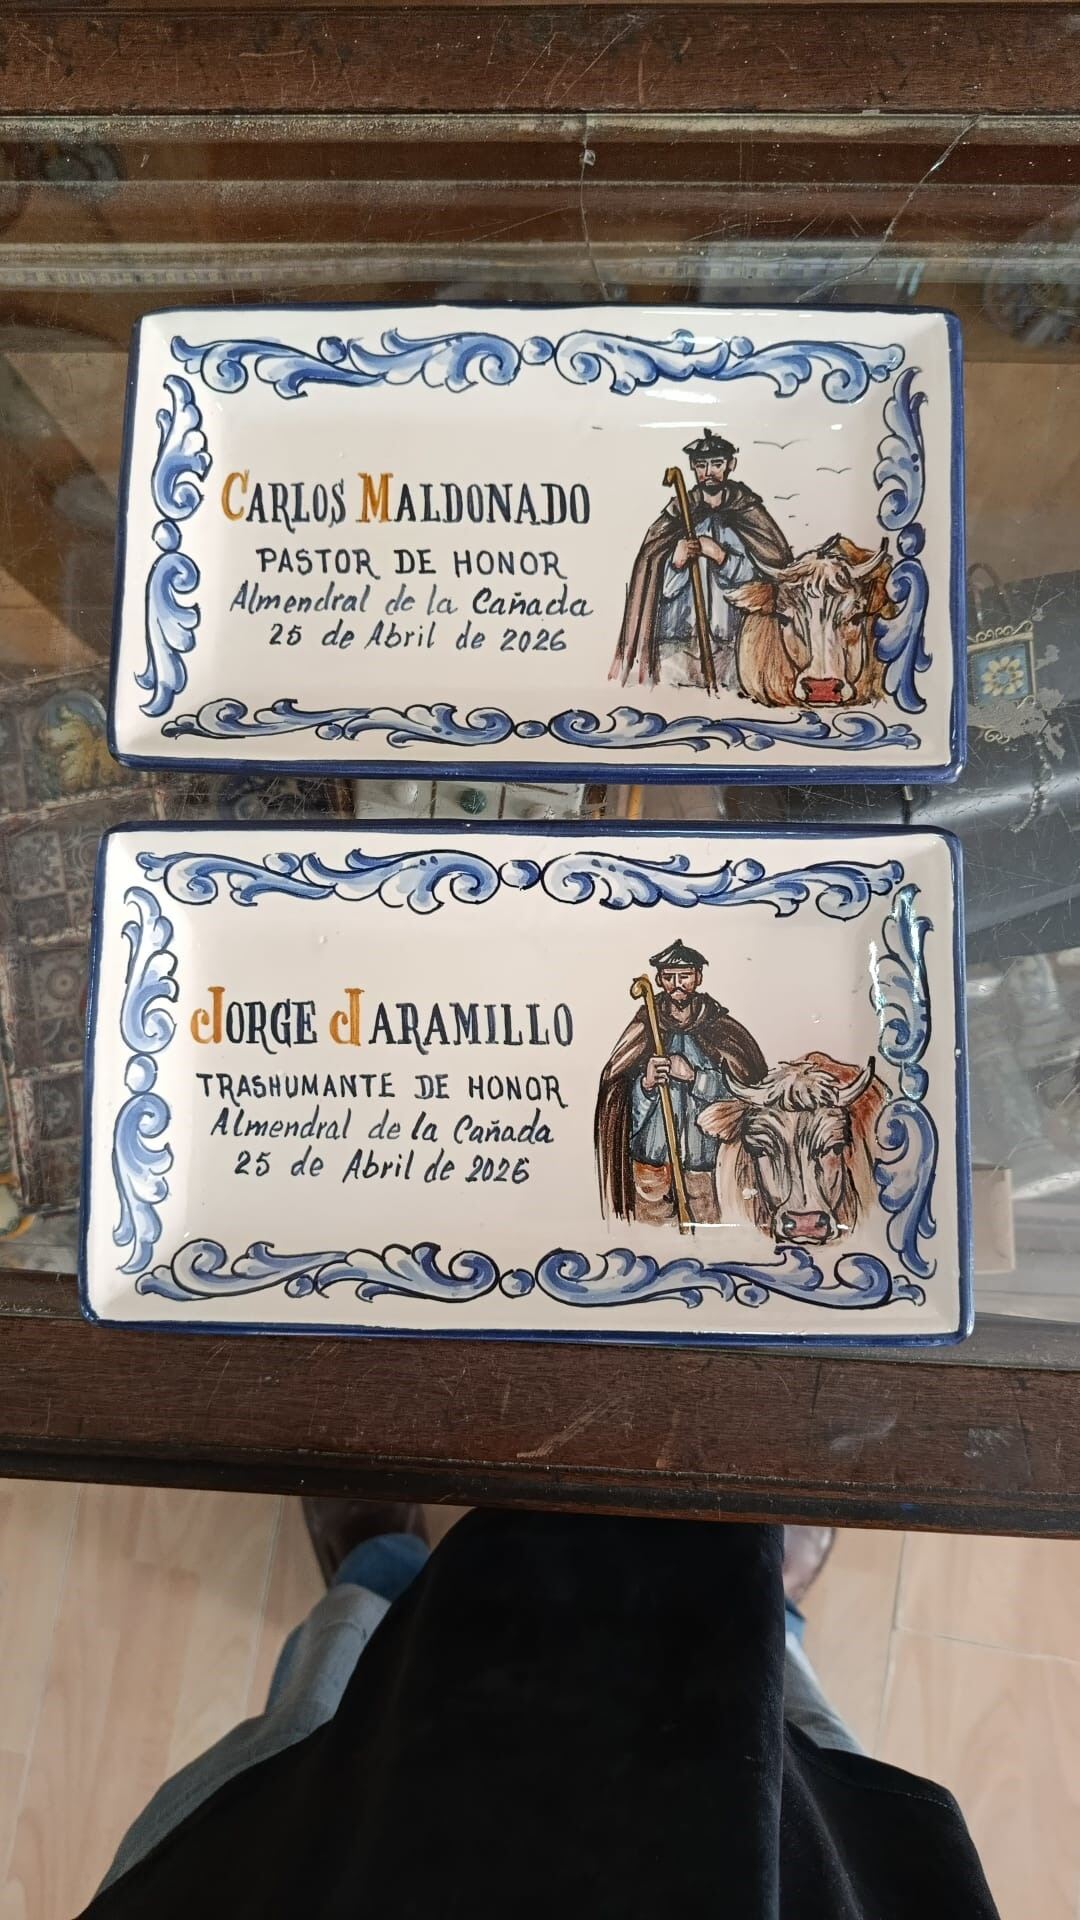 CARLOS MALDONADO
PASTOR DE HONOR
Almendral de la Cañada
25 de Abril de 2026
JORGE JARAMILLO
TRASHUMANTE DE HONOR
Almendral de la Cañada
25 de Abril de 2026